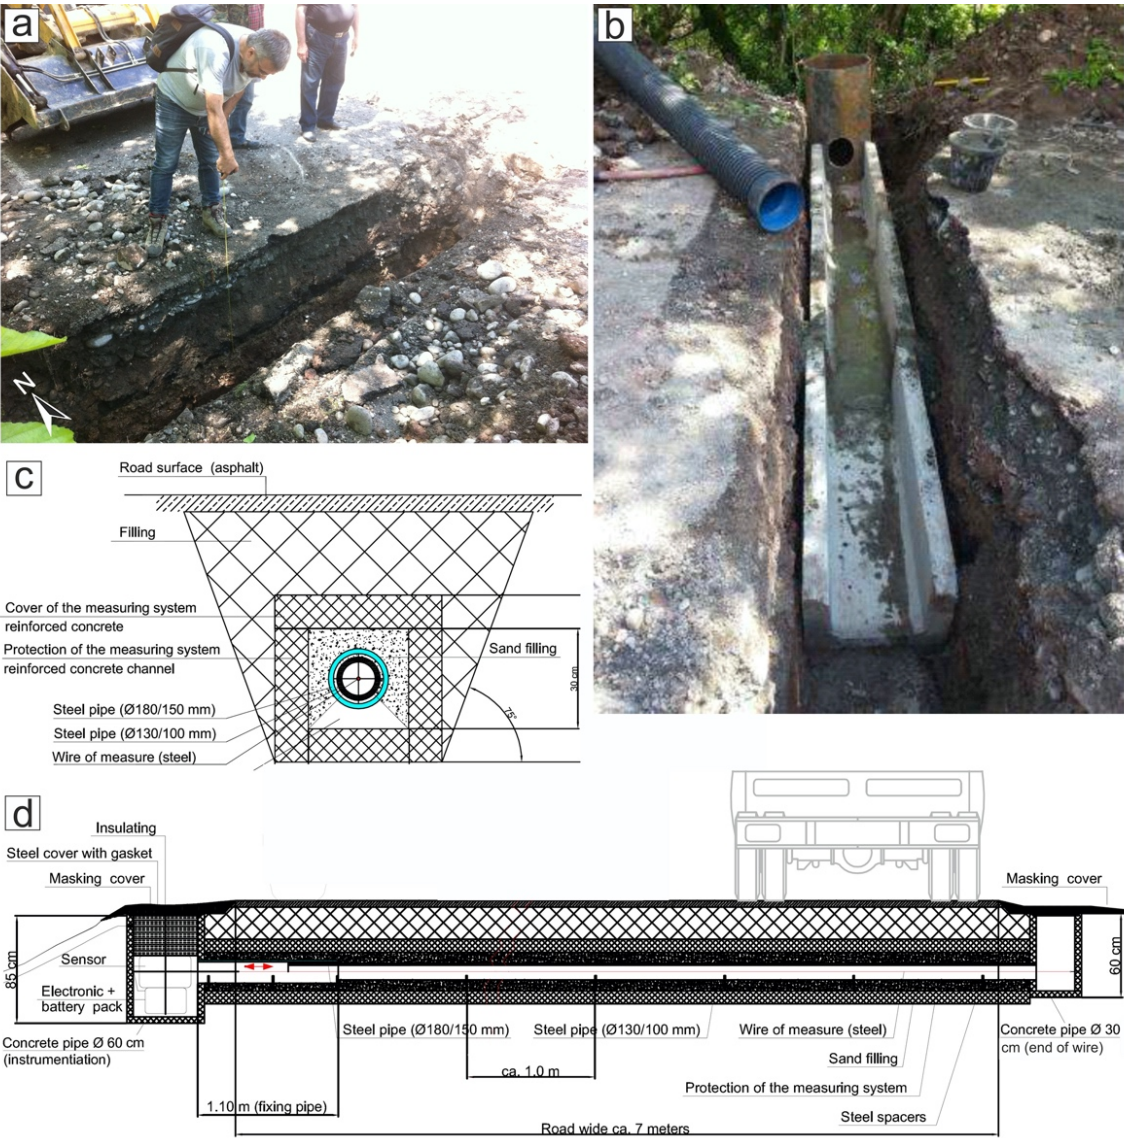 a
b
N
c
Road surface (asphalt)
Filling
Cover of the measuring system
reinforced concrete
Protection of the measuring system
reinforced concrete channel
Sand filling
30 cm
Steel pipe (Ø180/150 mm)
Steel pipe (Ø130/100 mm)
Wire of measure (steel)
75°
d
Insulating
Steel cover with gasket
Masking cover
Masking cover
85 cm
Sensor
60 cm
Electronic +
battery pack
Concrete pipe Ø 60 cm
(instrumentiation)
Steel pipe (Ø180/150 mm)
Steel pipe (Ø130/100 mm)
Wire of measure (steel)
Concrete pipe Ø 30
cm (end of wire)
Sand filling
ca. 1.0 m
Protection of the measuring system
1.10 m (fixing pipe)
Steel spacers
Road wide ca. 7 meters